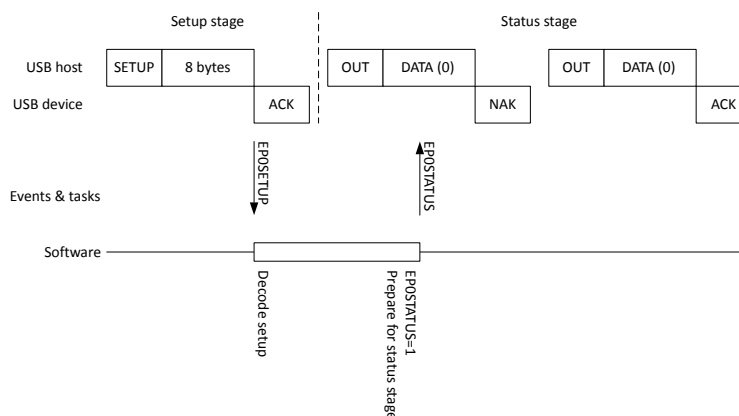 Setup stage
Status stage
USB host
SETUP
8 bytes
OUT
DATA (0)
OUT
DATA (0)
USB device
ACK
NAK
ACK
EP0SETUP
EP0STATUS
Events & tasks
Software
Decode setup
EP0STATUS=1
Prepare for status stage